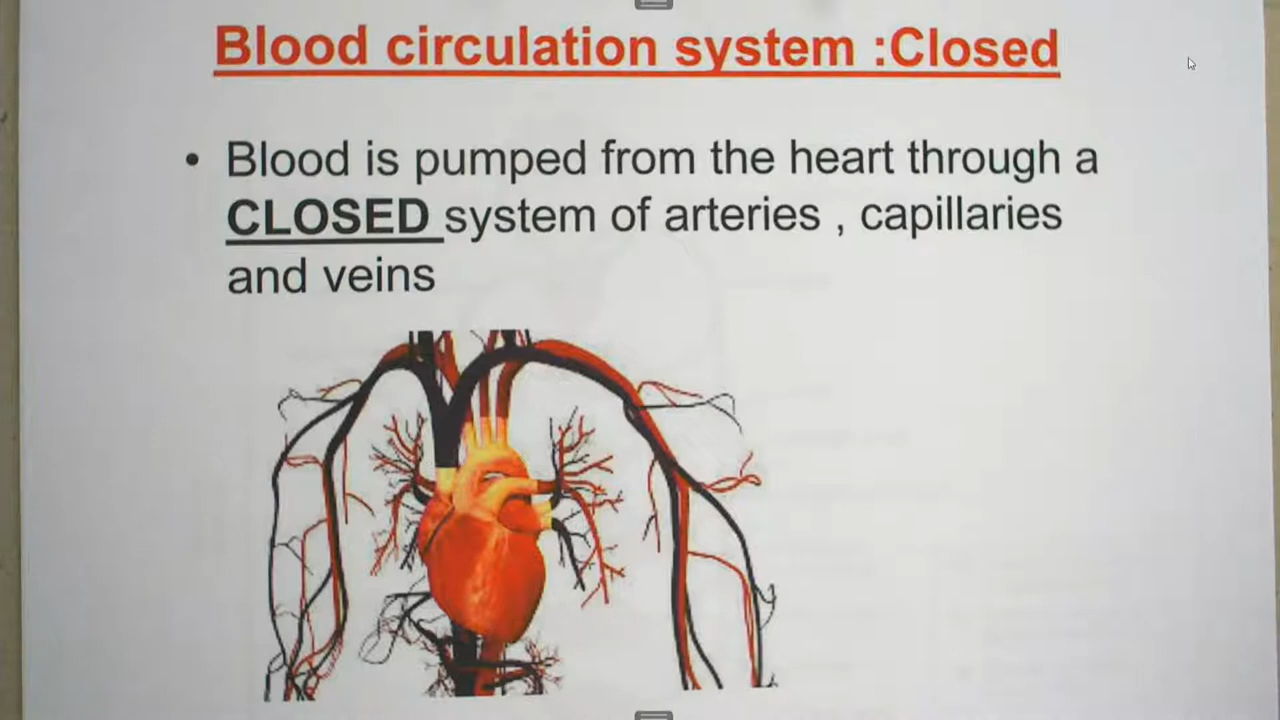 Blood circulation system :Closed
• Blood is pumped from the heart through a
CLOSED system of arteries , capillaries
and veins